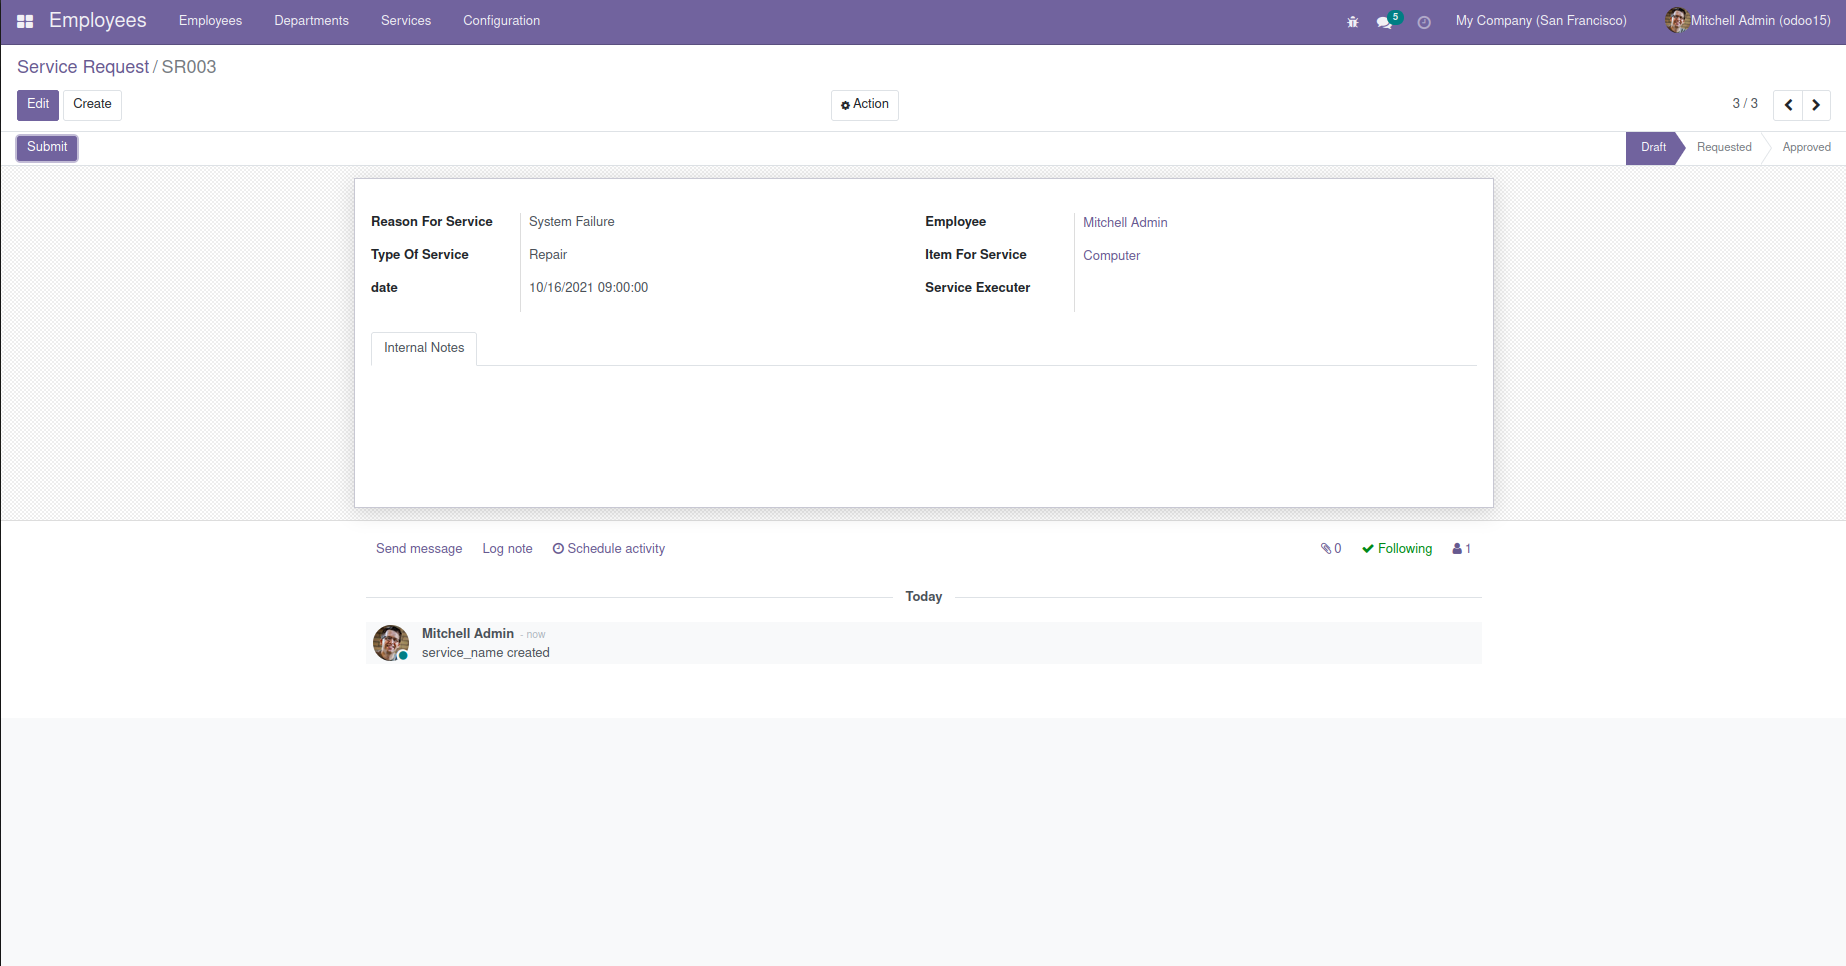 Employees Employees Departments Services Configuration 5 My Company (San Francisco) Mitchell Admin (odoo15)
Service Request / SR003
Edit Create Action 3 / 3
Submit Draft Requested Approved
Reason For Service System Failure Employee Mitchell Admin
Type Of Service Repair Item For Service Computer
date 10/16/2021 09:00:00 Service Executer
Internal Notes
Send message Log note Schedule activity 0 Following 1
Today
Mitchell Admin - now
service_name created